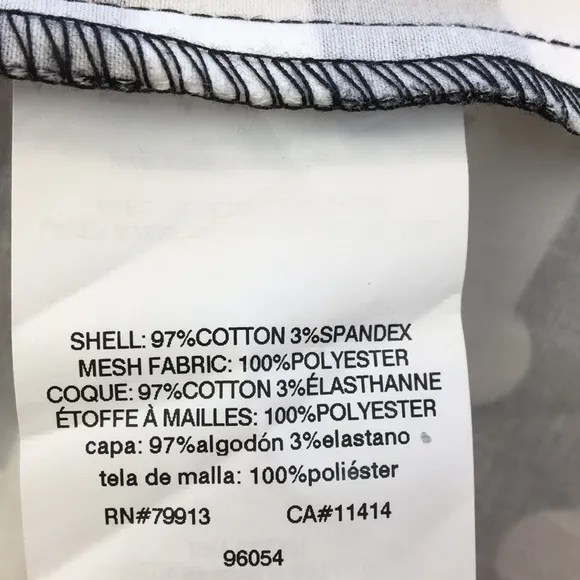 SHELL: 97%COTTON 3%SPANDEX
MESH FABRIC: 100%POLYESTER
COQUE: 97%COTTON 3%ÉLASTHANNE
ÉTOFFE À MAILLES: 100%POLYESTER
capa: 97%algodón 3%elastano
tela de malla: 100%poliéster
RN#79913 CA#11414
96054